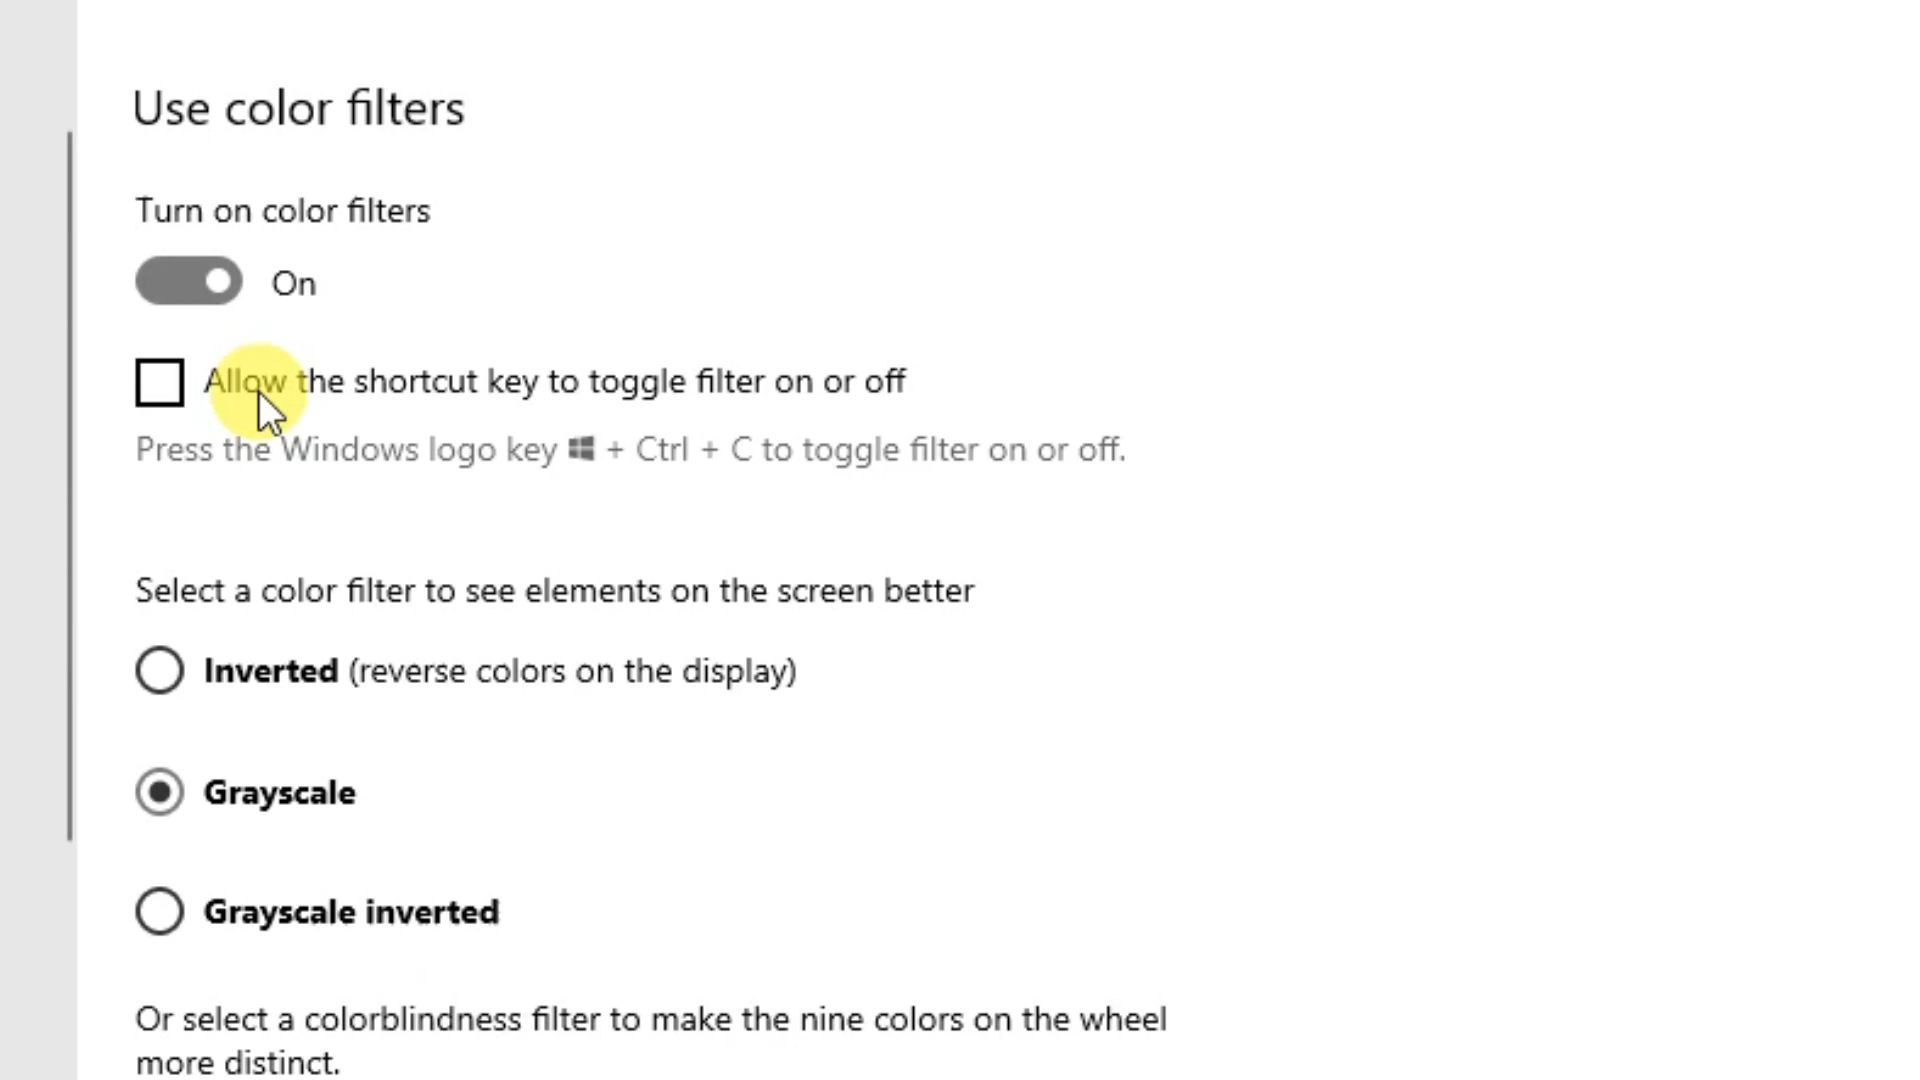 Use color filters
Turn on color filters
On
Allow the shortcut key to toggle filter on or off
Press the Windows logo key + Ctrl + C to toggle filter on or off.
Select a color filter to see elements on the screen better
Inverted (reverse colors on the display)
Grayscale
Grayscale inverted
Or select a colorblindness filter to make the nine colors on the wheel
more distinct.